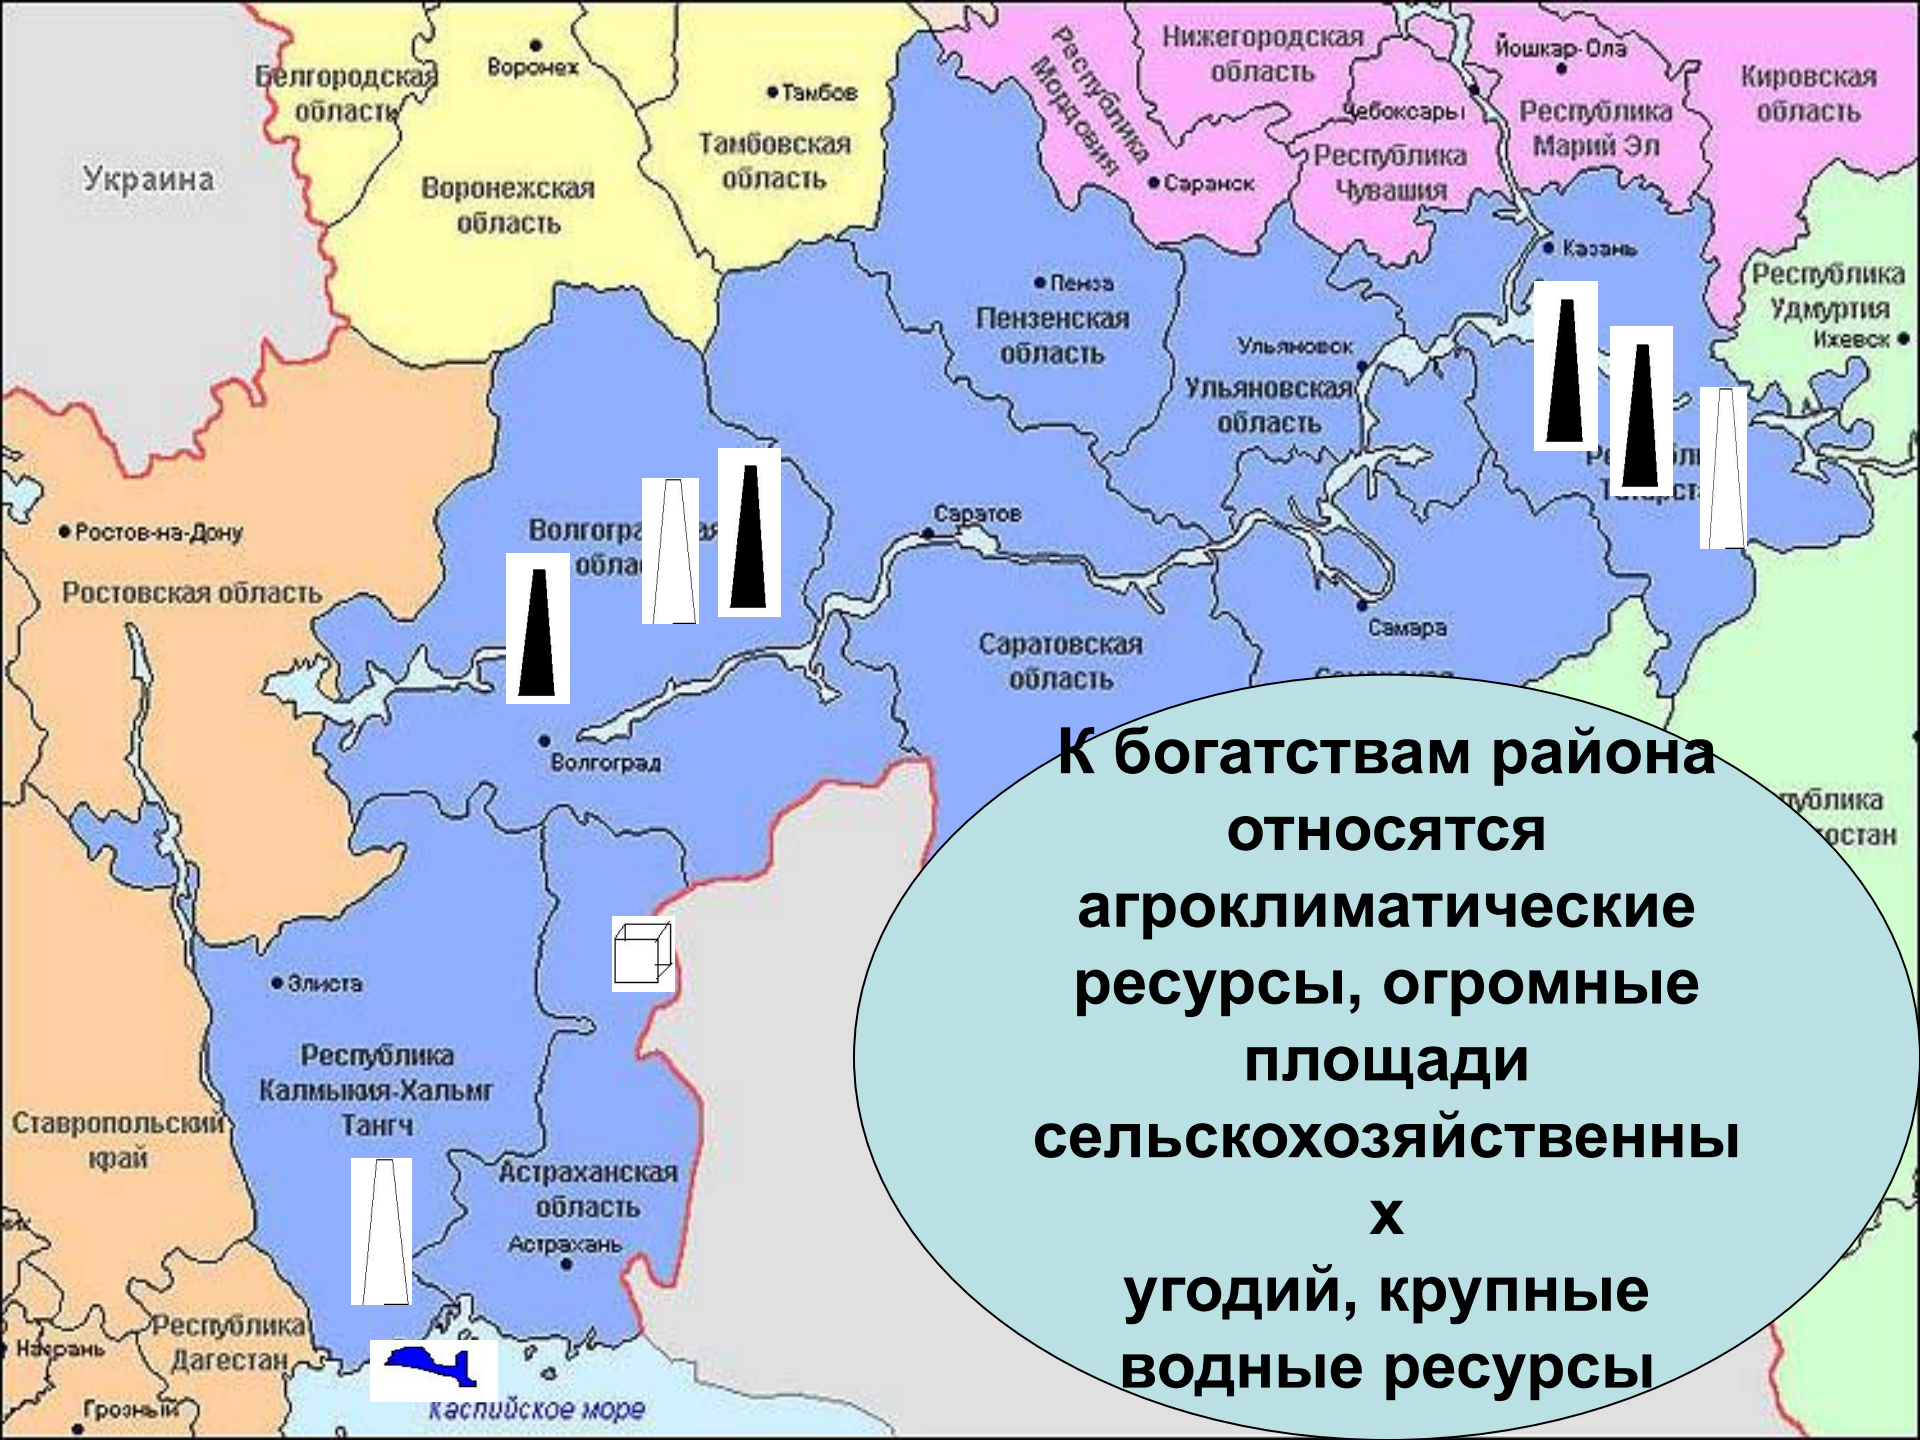 Белгородская
область
Воронех
Тамбов
Тамбовская
область
Воронежская
область
Украина
Республика
Мордовия
Нижегородская
область
Йошкар-Ола
Кировская
область
Чебоксары
Республика
Марий Эл
Республика
Чувашия
Саранск
Казань
Республика
Удмуртия
Ижевск
Пенза
Пензенская
область
Ульяновск
Ульяновская
область
Саратов
Ростов-на-Дону
Ростовская область
Волгоград
Саратовская
область
Самара
К богатствам района
относятся
агроклиматические
ресурсы, огромные
площади
сельскохозяйственны
х
угодий, крупные
водные ресурсы
Элиста
Республика
Калмыкия-Хальмг
Тангч
Ставропольский
край
Астраханская
область
Астрахань
Республика
Дагестан
Назрань
Грозный
Каспийское море